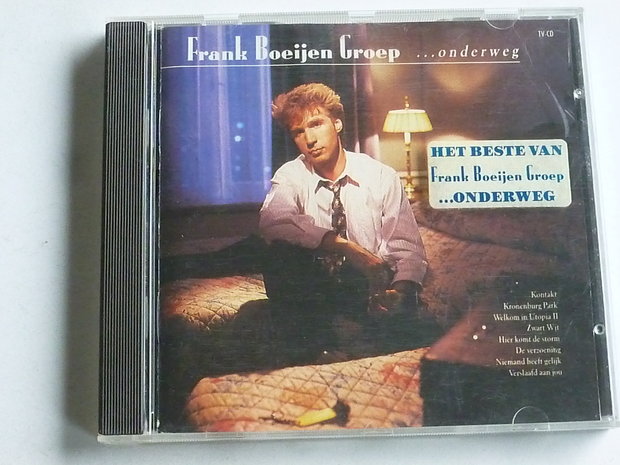 Frank Boeijen Groep ...onderweg
TV-CD
HET BESTE VAN
Frank Boeijen Groep
...ONDERWEG
Kontakt
Kronenburg Park
Welkom in Utopia II
Zwart Wit
Hier komt de storm
De verzoening
Niemand heeft gelijk
Verslaafd aan jou